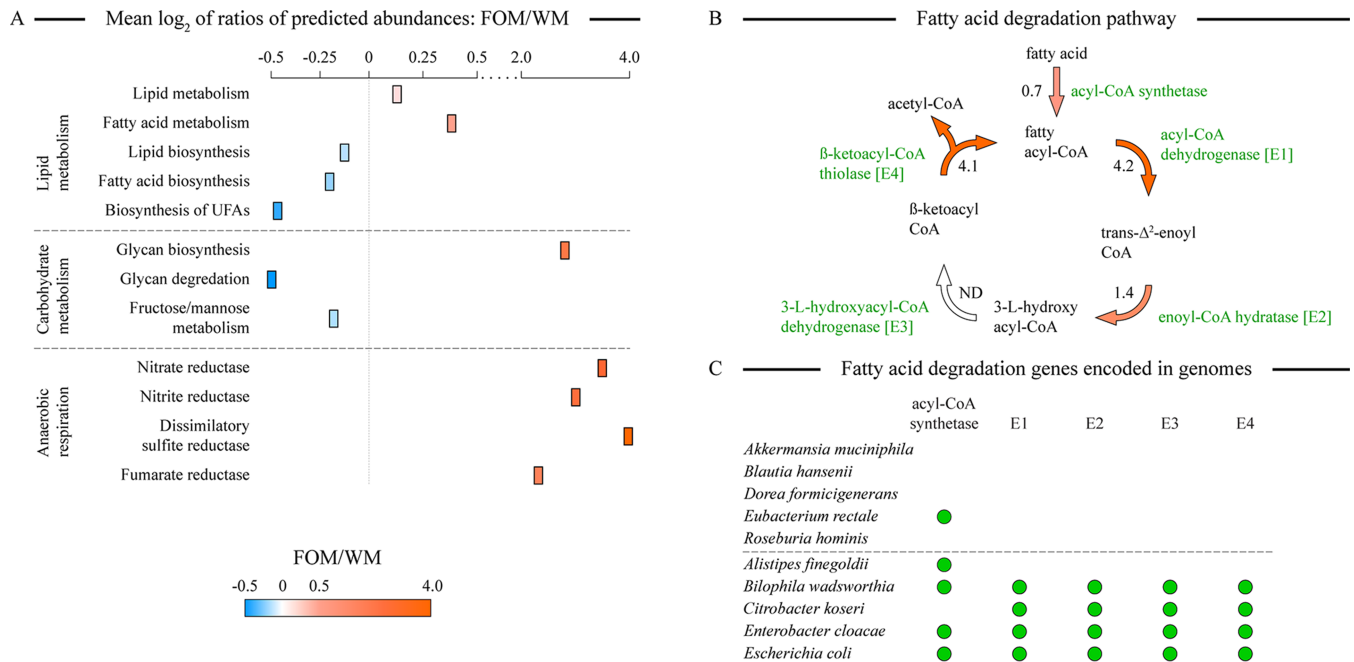 A
Mean log2 of ratios of predicted abundances: FOM/WM
-0.5 -0.25 0 0.25 0.5 2.0 4.0
Lipid metabolism
Lipid metabolism
Fatty acid metabolism
Lipid biosynthesis
Fatty acid biosynthesis
Biosynthesis of UFAs
Carbohydrate metabolism
Glycan biosynthesis
Glycan degredation
Fructose/mannose
metabolism
Anaerobic respiration
Nitrate reductase
Nitrite reductase
Dissimilatory
sulfite reductase
Fumarate reductase
FOM/WM
-0.5 0 0.5 4.0
B
Fatty acid degradation pathway
fatty acid
0.7 acyl-CoA synthetase
acetyl-CoA
fatty
acyl-CoA
acyl-CoA
dehydrogenase [E1]
4.2
ß-ketoacyl-CoA
thiolase [E4]
4.1
ß-ketoacyl
CoA
trans-Δ2-enoyl
CoA
ND
1.4
3-L-hydroxyacyl-CoA
dehydrogenase [E3]
3-L-hydroxy
acyl-CoA
enoyl-CoA hydratase [E2]
C
Fatty acid degradation genes encoded in genomes
acyl-CoA
synthetase E1 E2 E3 E4
Akkermansia muciniphila
Blautia hansenii
Dorea formicigenerans
Eubacterium rectale
Roseburia hominis
Alistipes finegoldii
Bilophila wadsworthia
Citrobacter koseri
Enterobacter cloacae
Escherichia coli